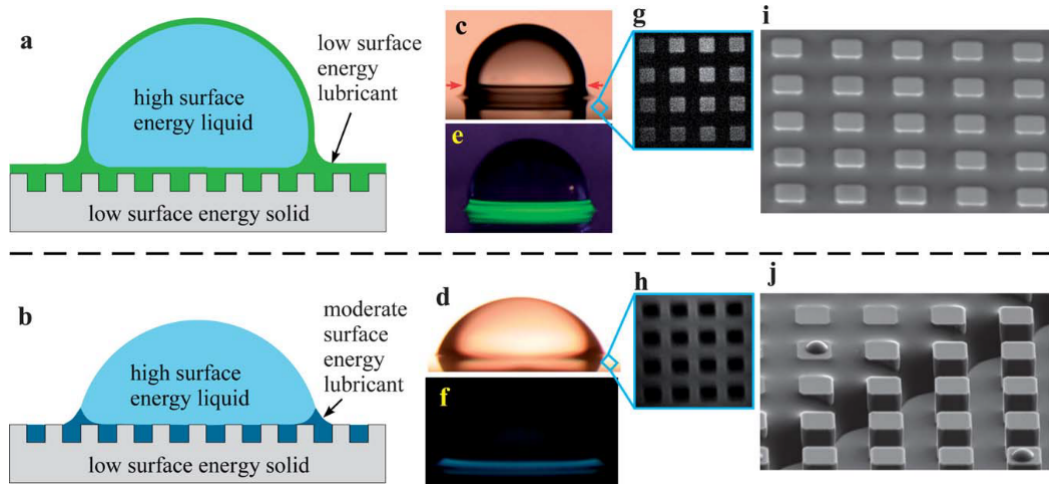 a
low surface
energy
lubricant
high surface
energy liquid
low surface energy solid
c
e
g
i
b
moderate
surface
energy
lubricant
high surface
energy liquid
low surface energy solid
d
f
h
j